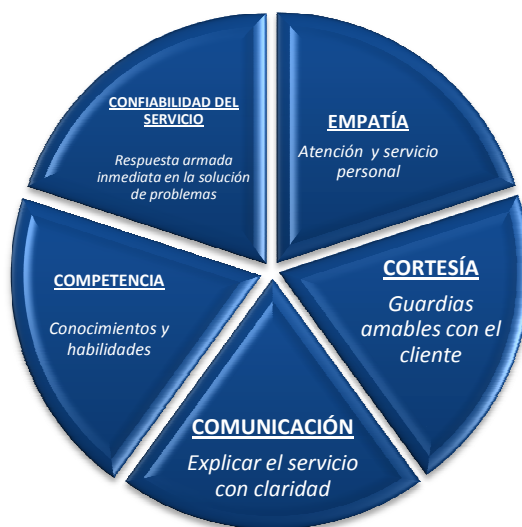 CONFIABILIDAD DEL
SERVICIO
Respuesta armada
inmediata en la solución
de problemas
EMPATÍA
Atención y servicio
personal
CORTESÍA
Guardias
amables con el
cliente
COMUNICACIÓN
Explicar el servicio
con claridad
COMPETENCIA
Conocimientos y
habilidades